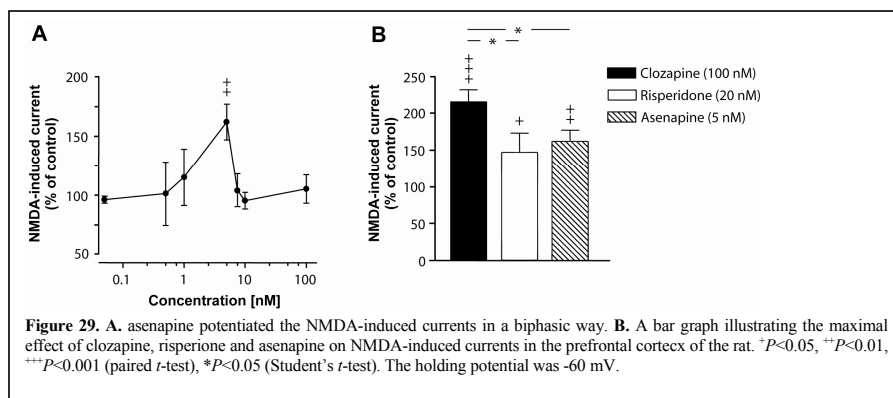 A
B
*
*
200
150
100
50
NMDA-induced current
(% of control)
++
0.1
1
10
100
Concentration [nM]
250
200
150
100
50
0
NMDA-induced current
(% of control)
+++
+
++
Clozapine (100 nM)
Risperidone (20 nM)
Asenapine (5 nM)
Figure 29. A. asenapine potentiated the NMDA-induced currents in a biphasic way. B. A bar graph illustrating the maximal
effect of clozapine, risperione and asenapine on NMDA-induced currents in the prefrontal cortecx of the rat. +P<0.05, ++P<0.01,
+++P<0.001 (paired t-test), *P<0.05 (Student's t-test). The holding potential was -60 mV.